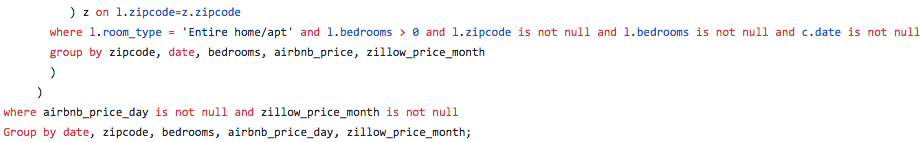 ) z on l.zipcode=z.zipcode
where l.room_type = 'Entire home/apt' and l.bedrooms > 0 and l.zipcode is not null and l.bedrooms is not null and c.date is not null
group by zipcode, date, bedrooms, airbnb_price, zillow_price_month
)
)
where airbnb_price_day is not null and zillow_price_month is not null
Group by date, zipcode, bedrooms, airbnb_price_day, zillow_price_month;